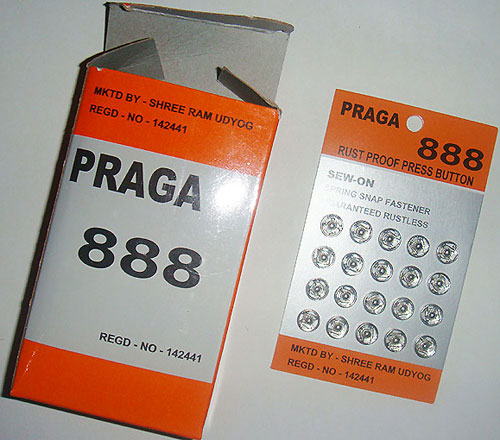 MKTD BY - SHREE RAM UDYOG
REGD - NO - 142441
PRAGA
888
REGD - NO - 142441
PRAGA
888
RUST PROOF PRESS BUTTON
SEW-ON
SPRING SNAP FASTENER
GUARANTEED RUSTLESS
MKTD BY - SHREE RAM UDYOG
REGD - NO - 142441